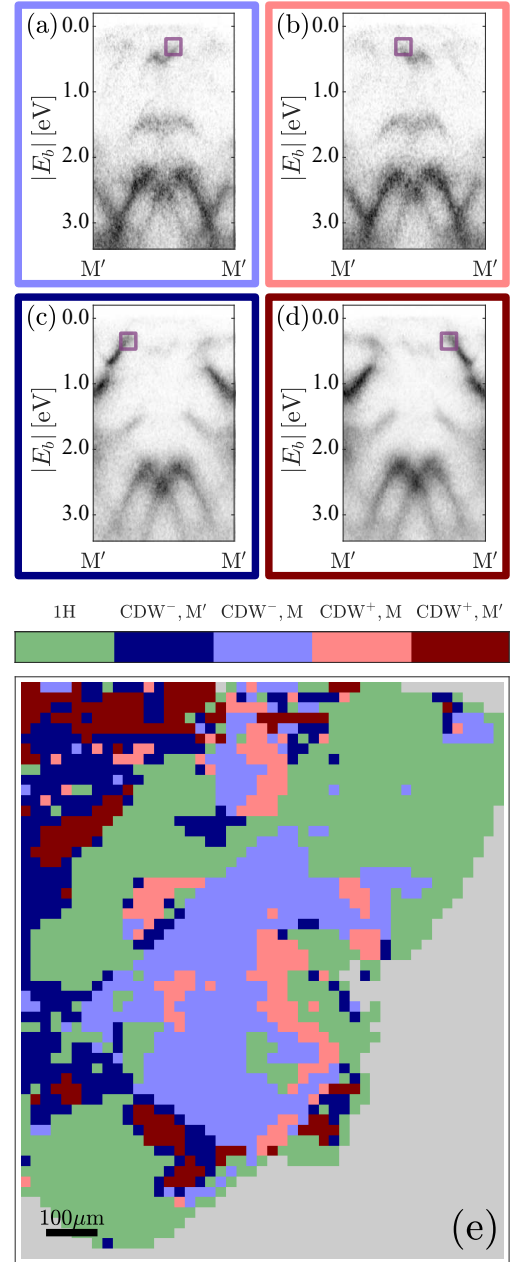 (a)
0.0
1.0
2.0
3.0
|E_b| [eV]
M′ M′
(b)
0.0
1.0
2.0
3.0
|E_b| [eV]
M′ M′
(c)
0.0
1.0
2.0
3.0
|E_b| [eV]
M′ M′
(d)
0.0
1.0
2.0
3.0
|E_b| [eV]
M′ M′
1H CDW⁻, M′ CDW⁻, M CDW⁺, M CDW⁺, M′
100μm
(e)